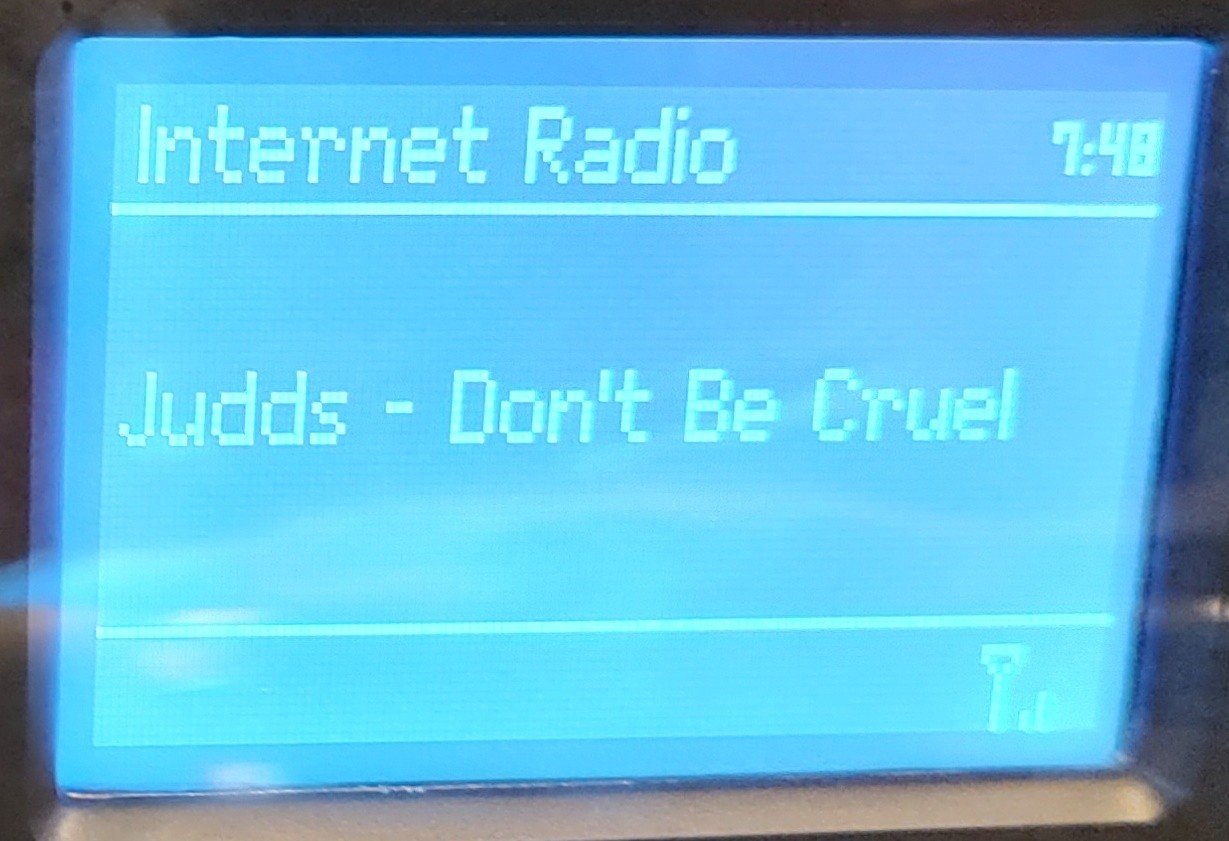 Internet Radio 7:48
Judds - Don't Be Cruel